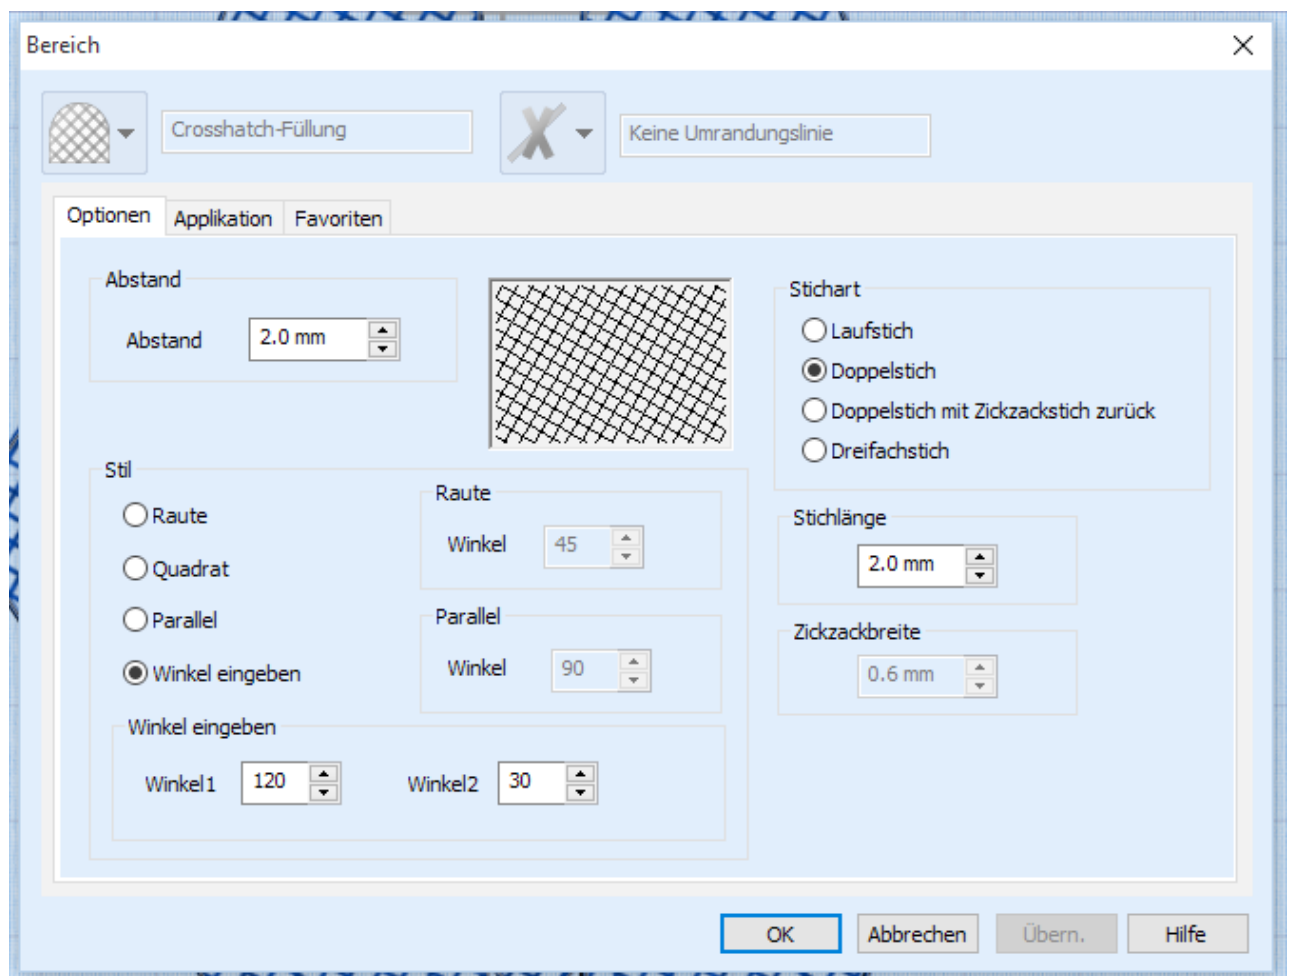 Bereich
Crosshatch-Füllung
Keine Umrandungslinie
Optionen Applikation Favoriten
Abstand
Abstand 2.0 mm
Stichart
Laufstich
Doppelstich
Doppelstich mit Zickzackstich zurück
Dreifachstich
Stil
Raute
Quadrat
Parallel
Winkel eingeben
Raute
Winkel 45
Parallel
Winkel 90
Winkel eingeben
Winkel1 120 Winkel2 30
Stichlänge
2.0 mm
Zickzackbreite
0.6 mm
OK Abbrechen Übern. Hilfe